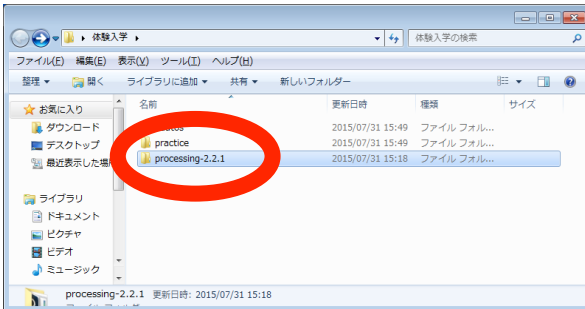 体験入学
体験入学の検索
ファイル(F) 編集(E) 表示(V) ツール(T) ヘルプ(H)
整理 開く ライブラリに追加 共有 新しいフォルダー
名前 更新日時 種類 サイズ
お気に入り
ダウンロード 2015/07/31 15:49 ファイル フォル...
デスクトップ practice 2015/07/31 15:49 ファイル フォル...
最近表示した場 processing-2.2.1 2015/07/31 15:18 ファイル フォル...
ライブラリ
ドキュメント
ピクチャ
ビデオ
ミュージック
processing-2.2.1 更新日時: 2015/07/31 15:18